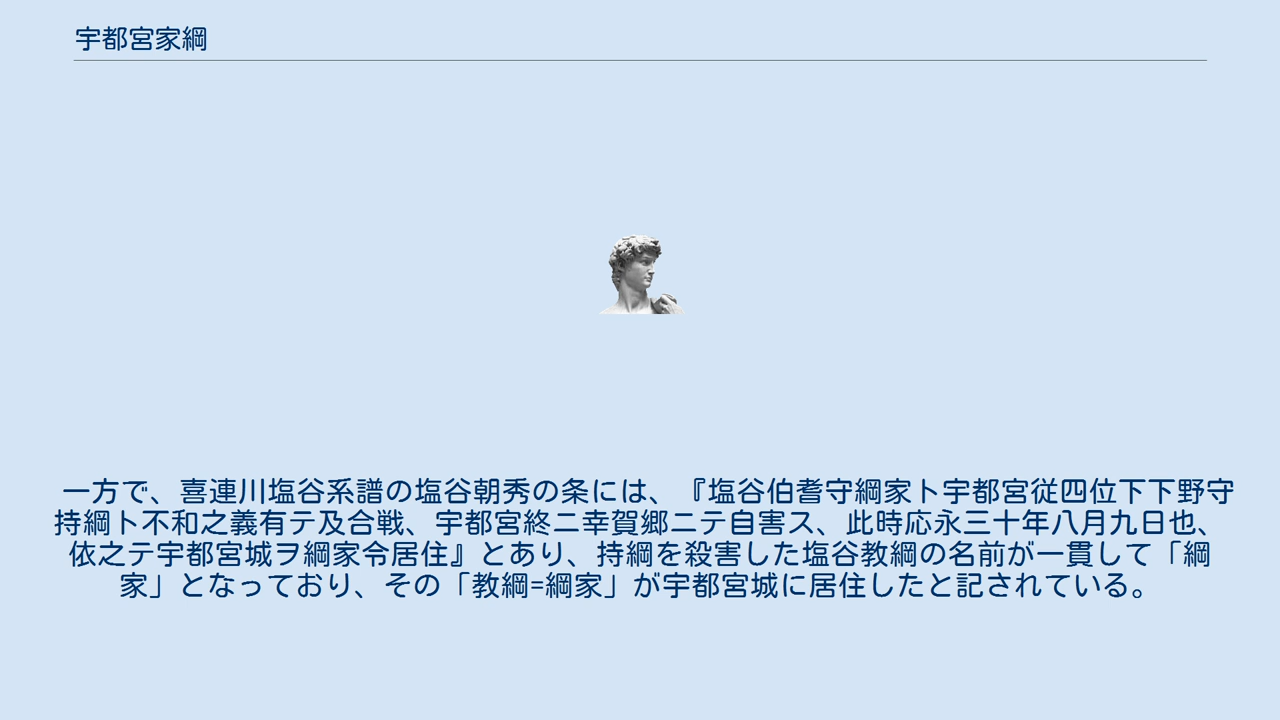 宇都宮家綱
一方で、喜連川塩谷系譜の塩谷朝秀の条には、『塩谷伯耆守綱家ト宇都宮従四位下下野守
持綱ト不和之義有テ及合戦、宇都宮終ニ幸賀郷ニテ自害ス、此時応永三十年八月九日也、
依之テ宇都宮城ヲ綱家令居住』とあり、持綱を殺害した塩谷教綱の名前が一貫して「綱
家」となっており、その「教綱=綱家」が宇都宮城に居住したと記されている。